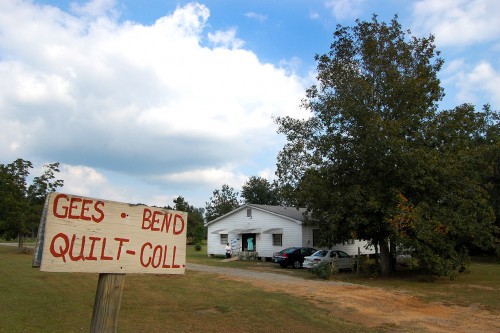 GEES • BEND
QUILT-COLL.